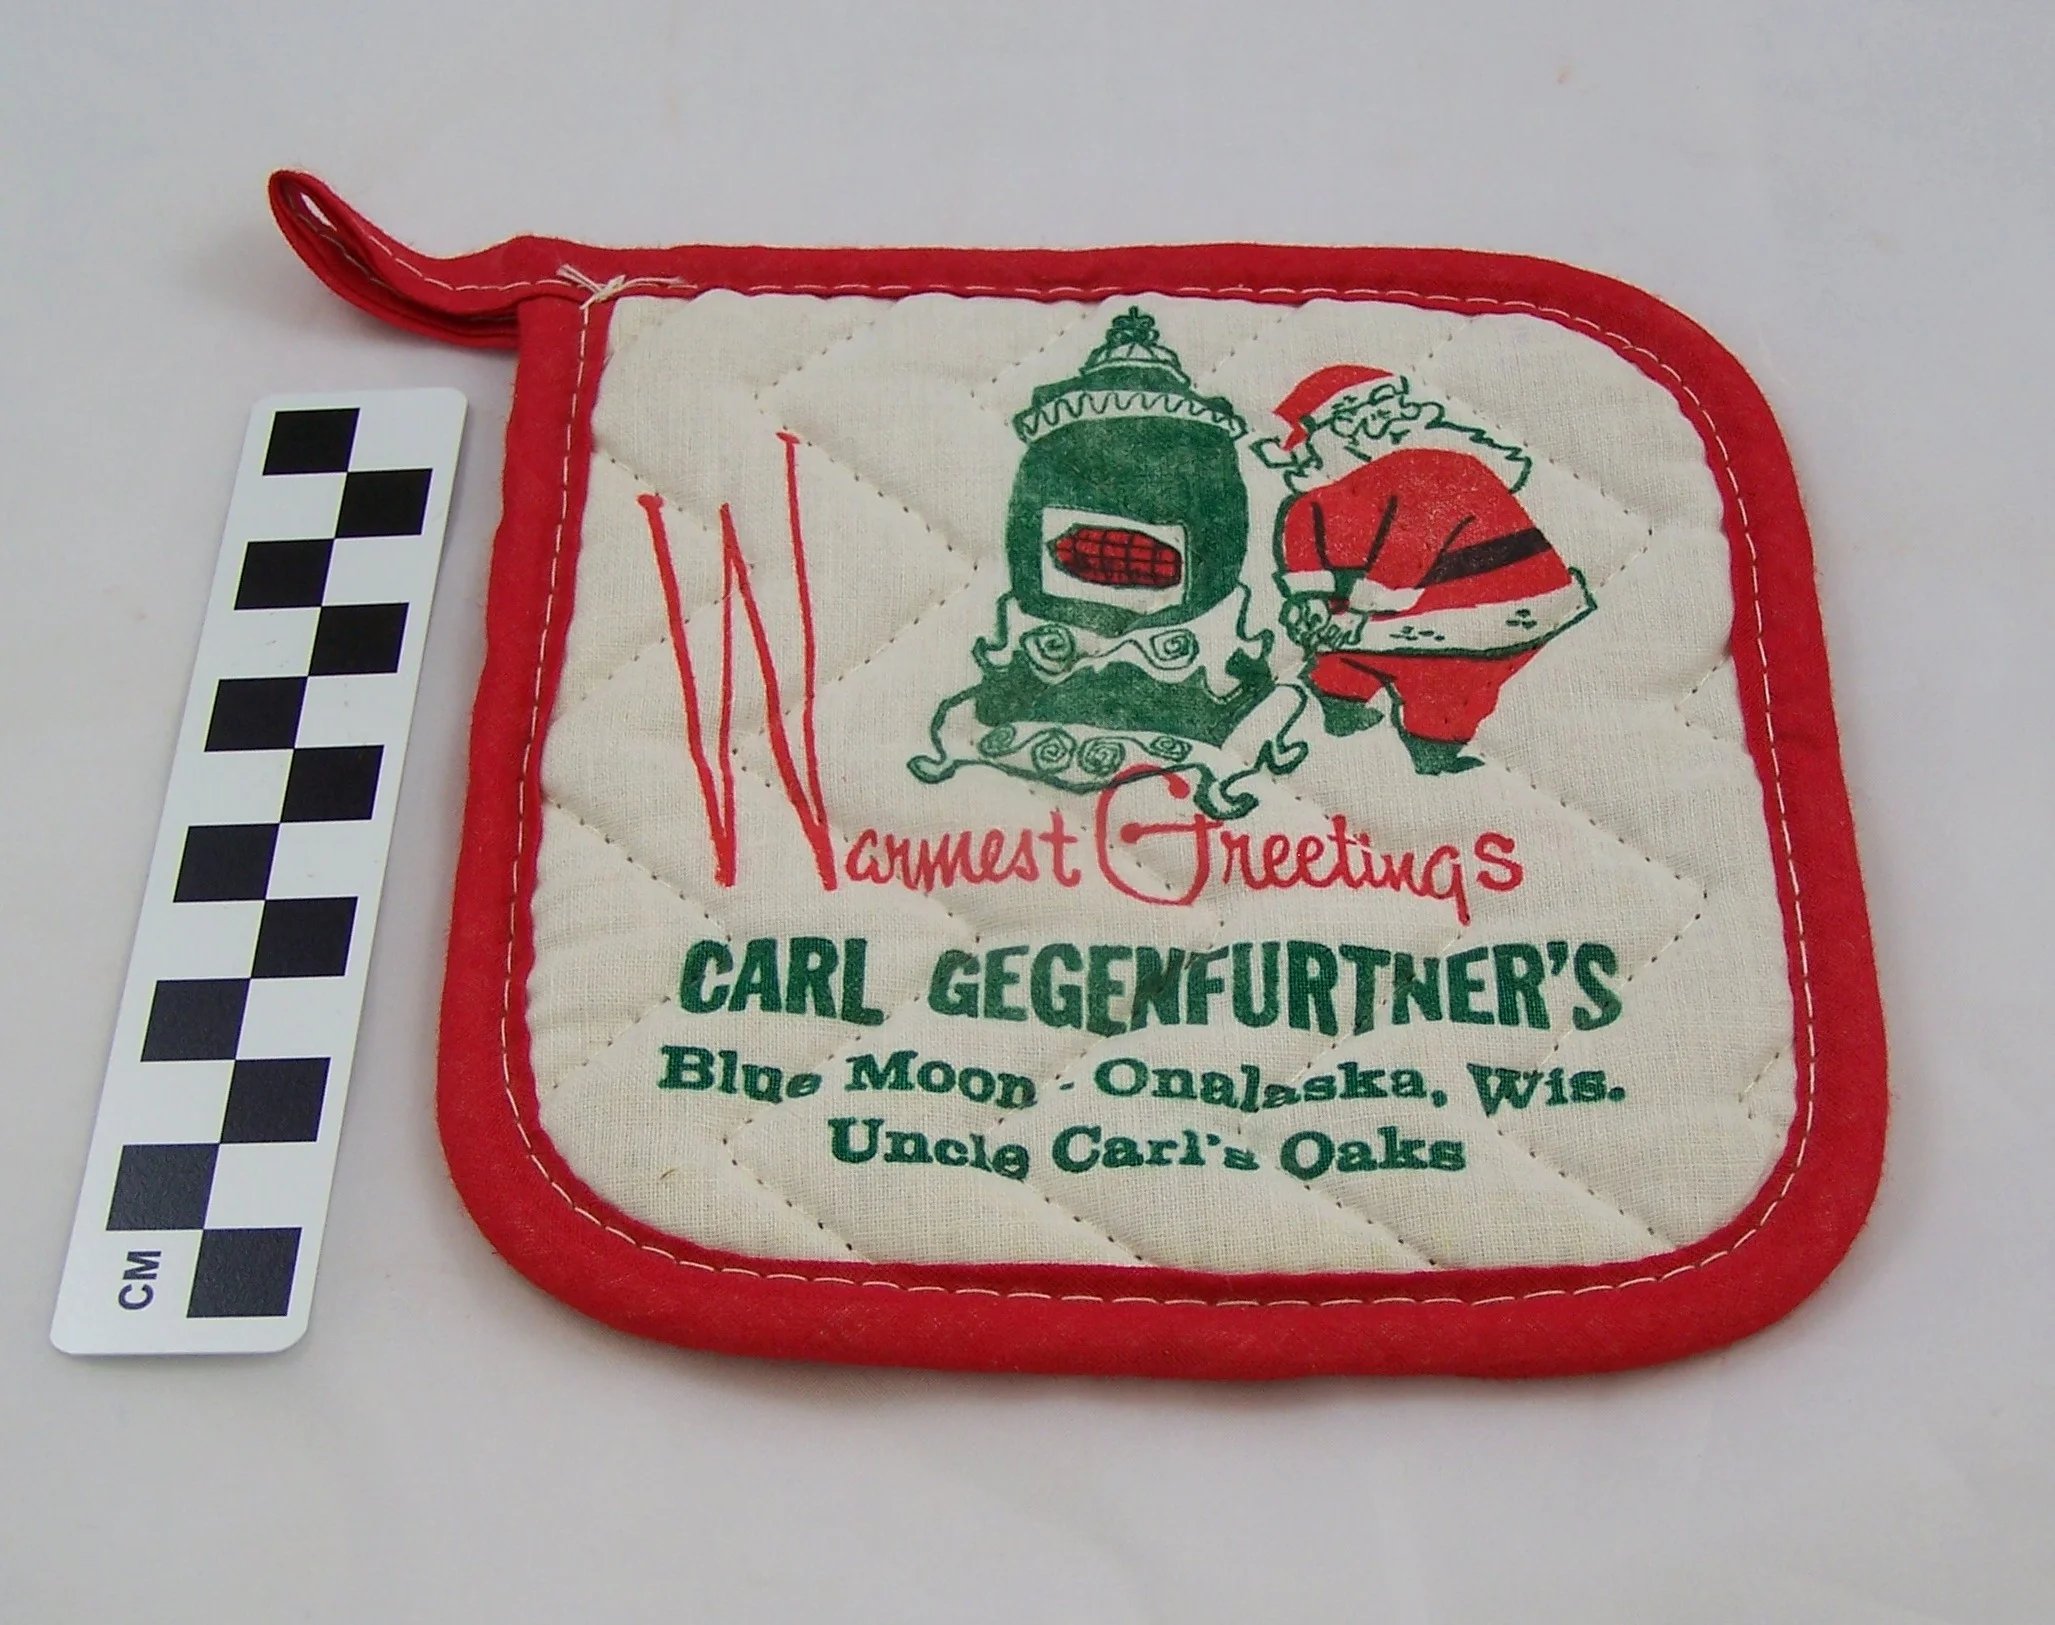 Warmest Greetings
CARL GEGENFURTNER'S
Blue Moon - Onalaska, Wis.
Uncle Carl's Oaks
CM